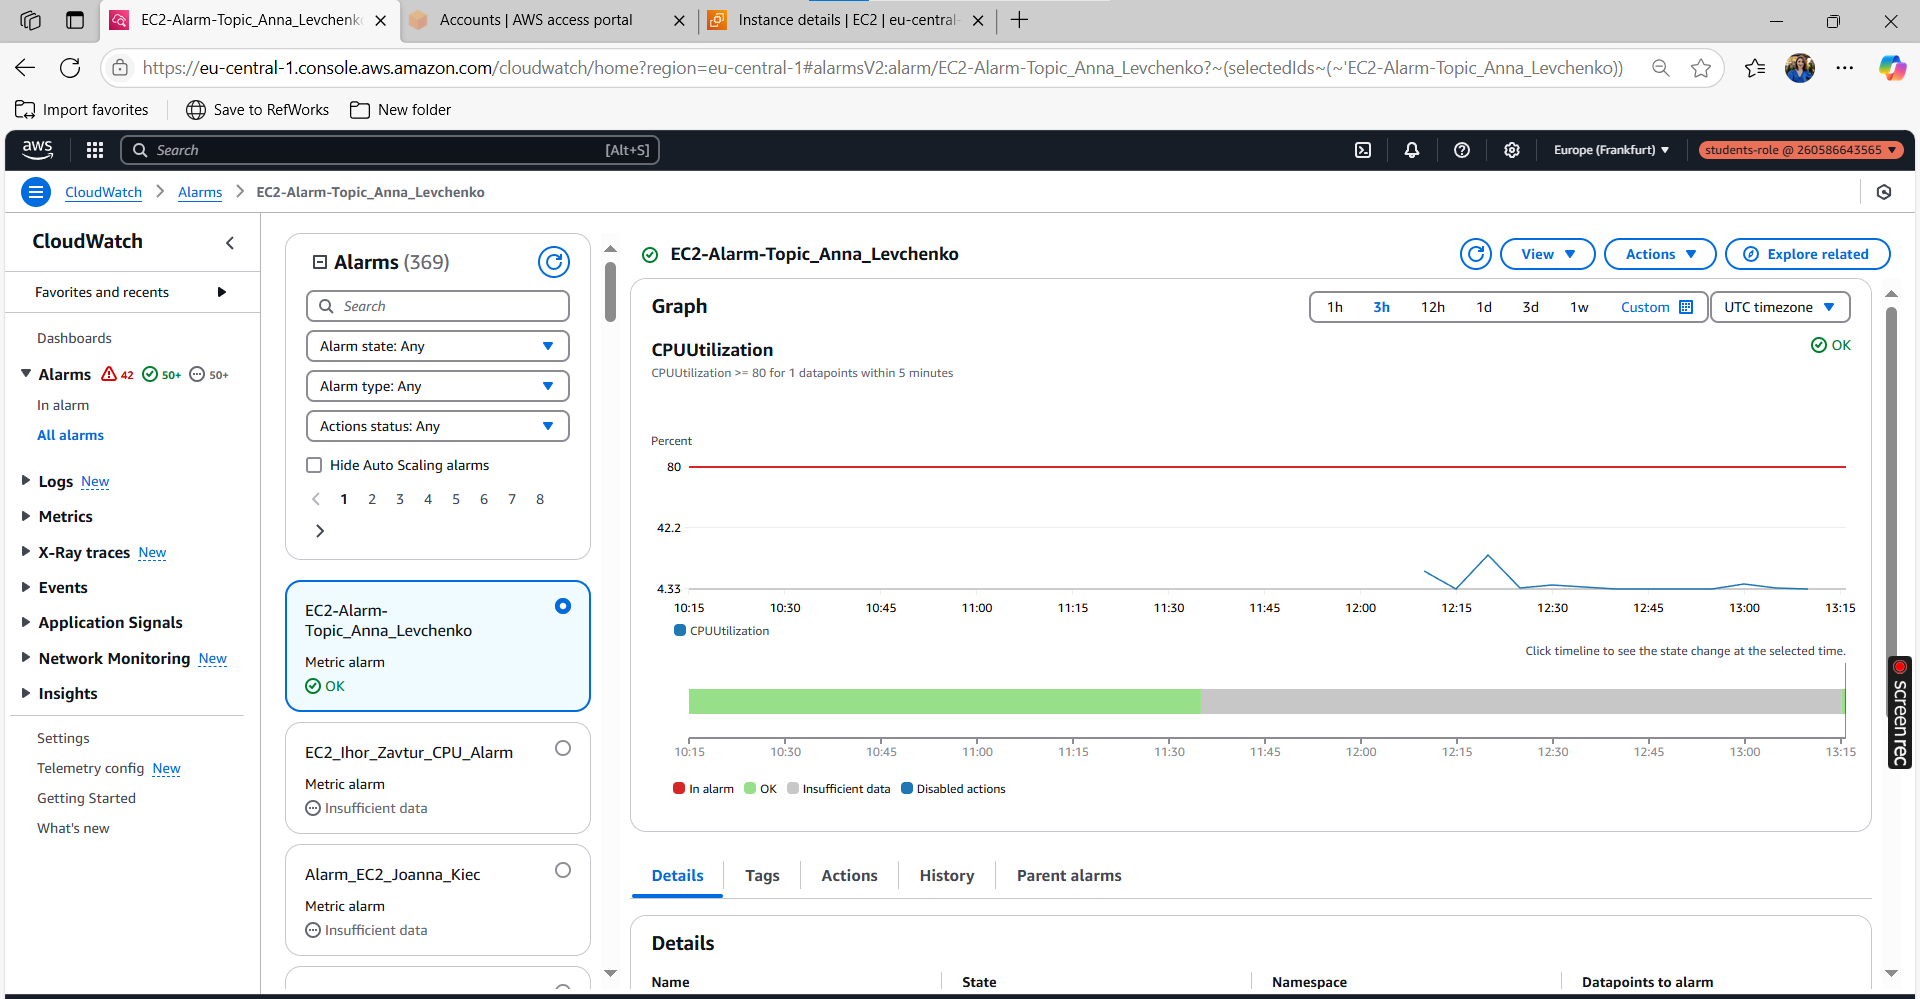 EC2-Alarm-Topic_Anna_Levchenko
Accounts | AWS access portal
Instance details | EC2 | eu-central-
https://eu-central-1.console.aws.amazon.com/cloudwatch/home?region=eu-central-1#alarmsV2:alarm/EC2-Alarm-Topic_Anna_Levchenko?~(selectedIds~(~'EC2-Alarm-Topic_Anna_Levchenko))
Import favorites
Save to RefWorks
New folder
aws
Search
[Alt+S]
Europe (Frankfurt)
students-role @ 260586643565
CloudWatch
Alarms
EC2-Alarm-Topic_Anna_Levchenko
CloudWatch
Favorites and recents
Dashboards
Alarms 42 50+ 50+
In alarm
All alarms
Logs New
Metrics
X-Ray traces New
Events
Application Signals
Network Monitoring New
Insights
Settings
Telemetry config New
Getting Started
What's new
Alarms (369)
Search
Alarm state: Any
Alarm type: Any
Actions status: Any
Hide Auto Scaling alarms
1 2 3 4 5 6 7 8
EC2-Alarm-
Topic_Anna_Levchenko
Metric alarm
OK
EC2_Ihor_Zavtur_CPU_Alarm
Metric alarm
Insufficient data
Alarm_EC2_Joanna_Kiec
Metric alarm
Insufficient data
EC2-Alarm-Topic_Anna_Levchenko
View
Actions
Explore related
Graph
1h 3h 12h 1d 3d 1w Custom
UTC timezone
CPUUtilization
OK
CPUUtilization >= 80 for 1 datapoints within 5 minutes
Percent
80
42.2
4.33
10:15 10:30 10:45 11:00 11:15 11:30 11:45 12:00 12:15 12:30 12:45 13:00 13:15
CPUUtilization
Click timeline to see the state change at the selected time.
10:15 10:30 10:45 11:00 11:15 11:30 11:45 12:00 12:15 12:30 12:45 13:00 13:15
In alarm OK Insufficient data Disabled actions
Details Tags Actions History Parent alarms
Details
Name State Namespace Datapoints to alarm
screenrec